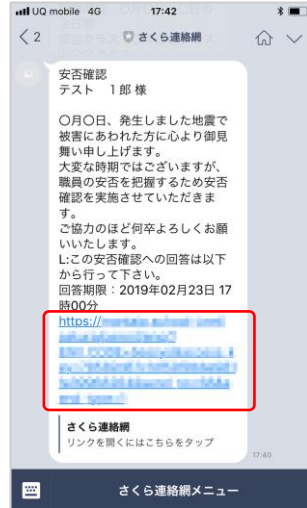 UQ mobile 4G 17:42
2 さくら連絡網
安否確認
テスト 1郎 様
〇月〇日、発生しました地震で
被害にあわれた方に心より御見
舞い申し上げます。
大変な時期ではございますが、
職員の安否を把握するため安否
確認を実施させていただきま
す。
ご協力のほど何卒よろしくお願
いいたします。
L:この安否確認への回答は以下
から行って下さい。
回答期限：2019年02月23日 17
時00分
https://
さくら連絡網
リンクを開くにはこちらをタップ
17:40
さくら連絡網メニュー